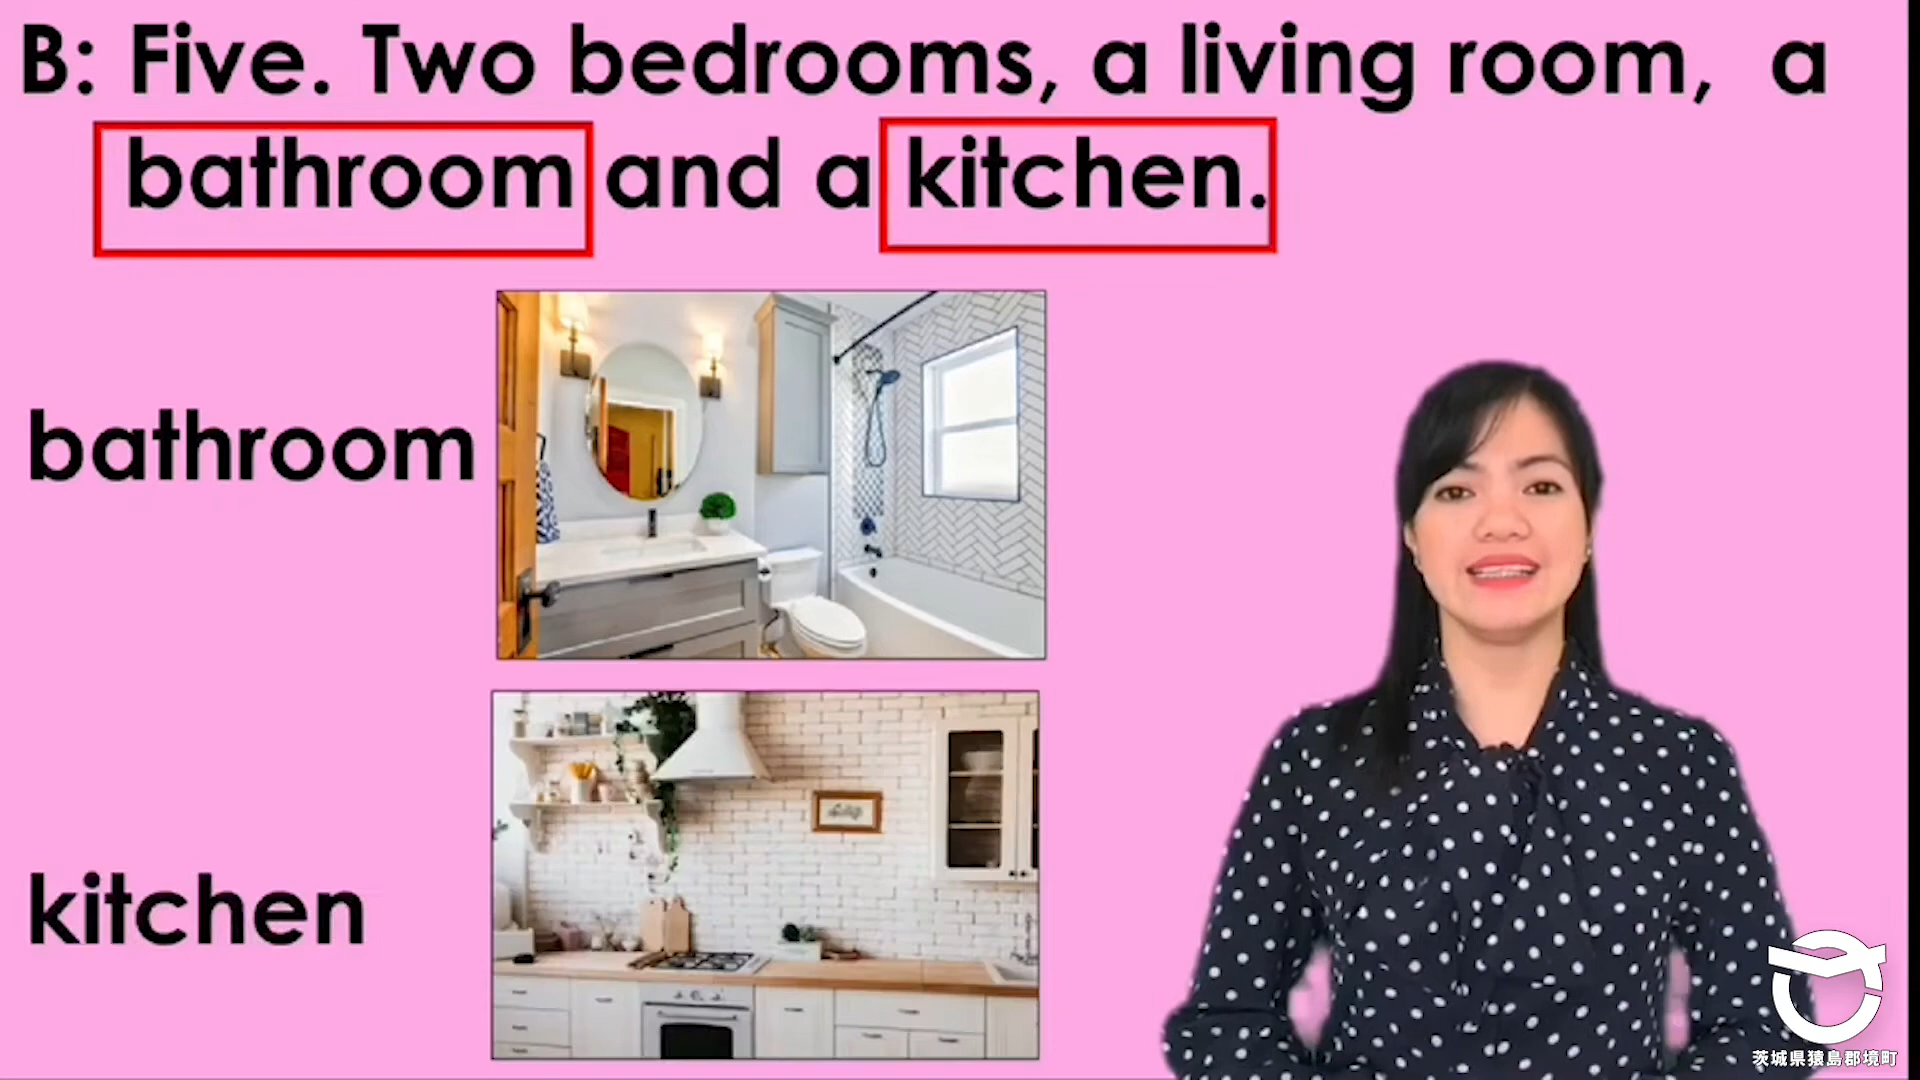 B: Five. Two bedrooms, a living room, a
bathroom and a kitchen.
bathroom
kitchen
茨城県猿島郡境町